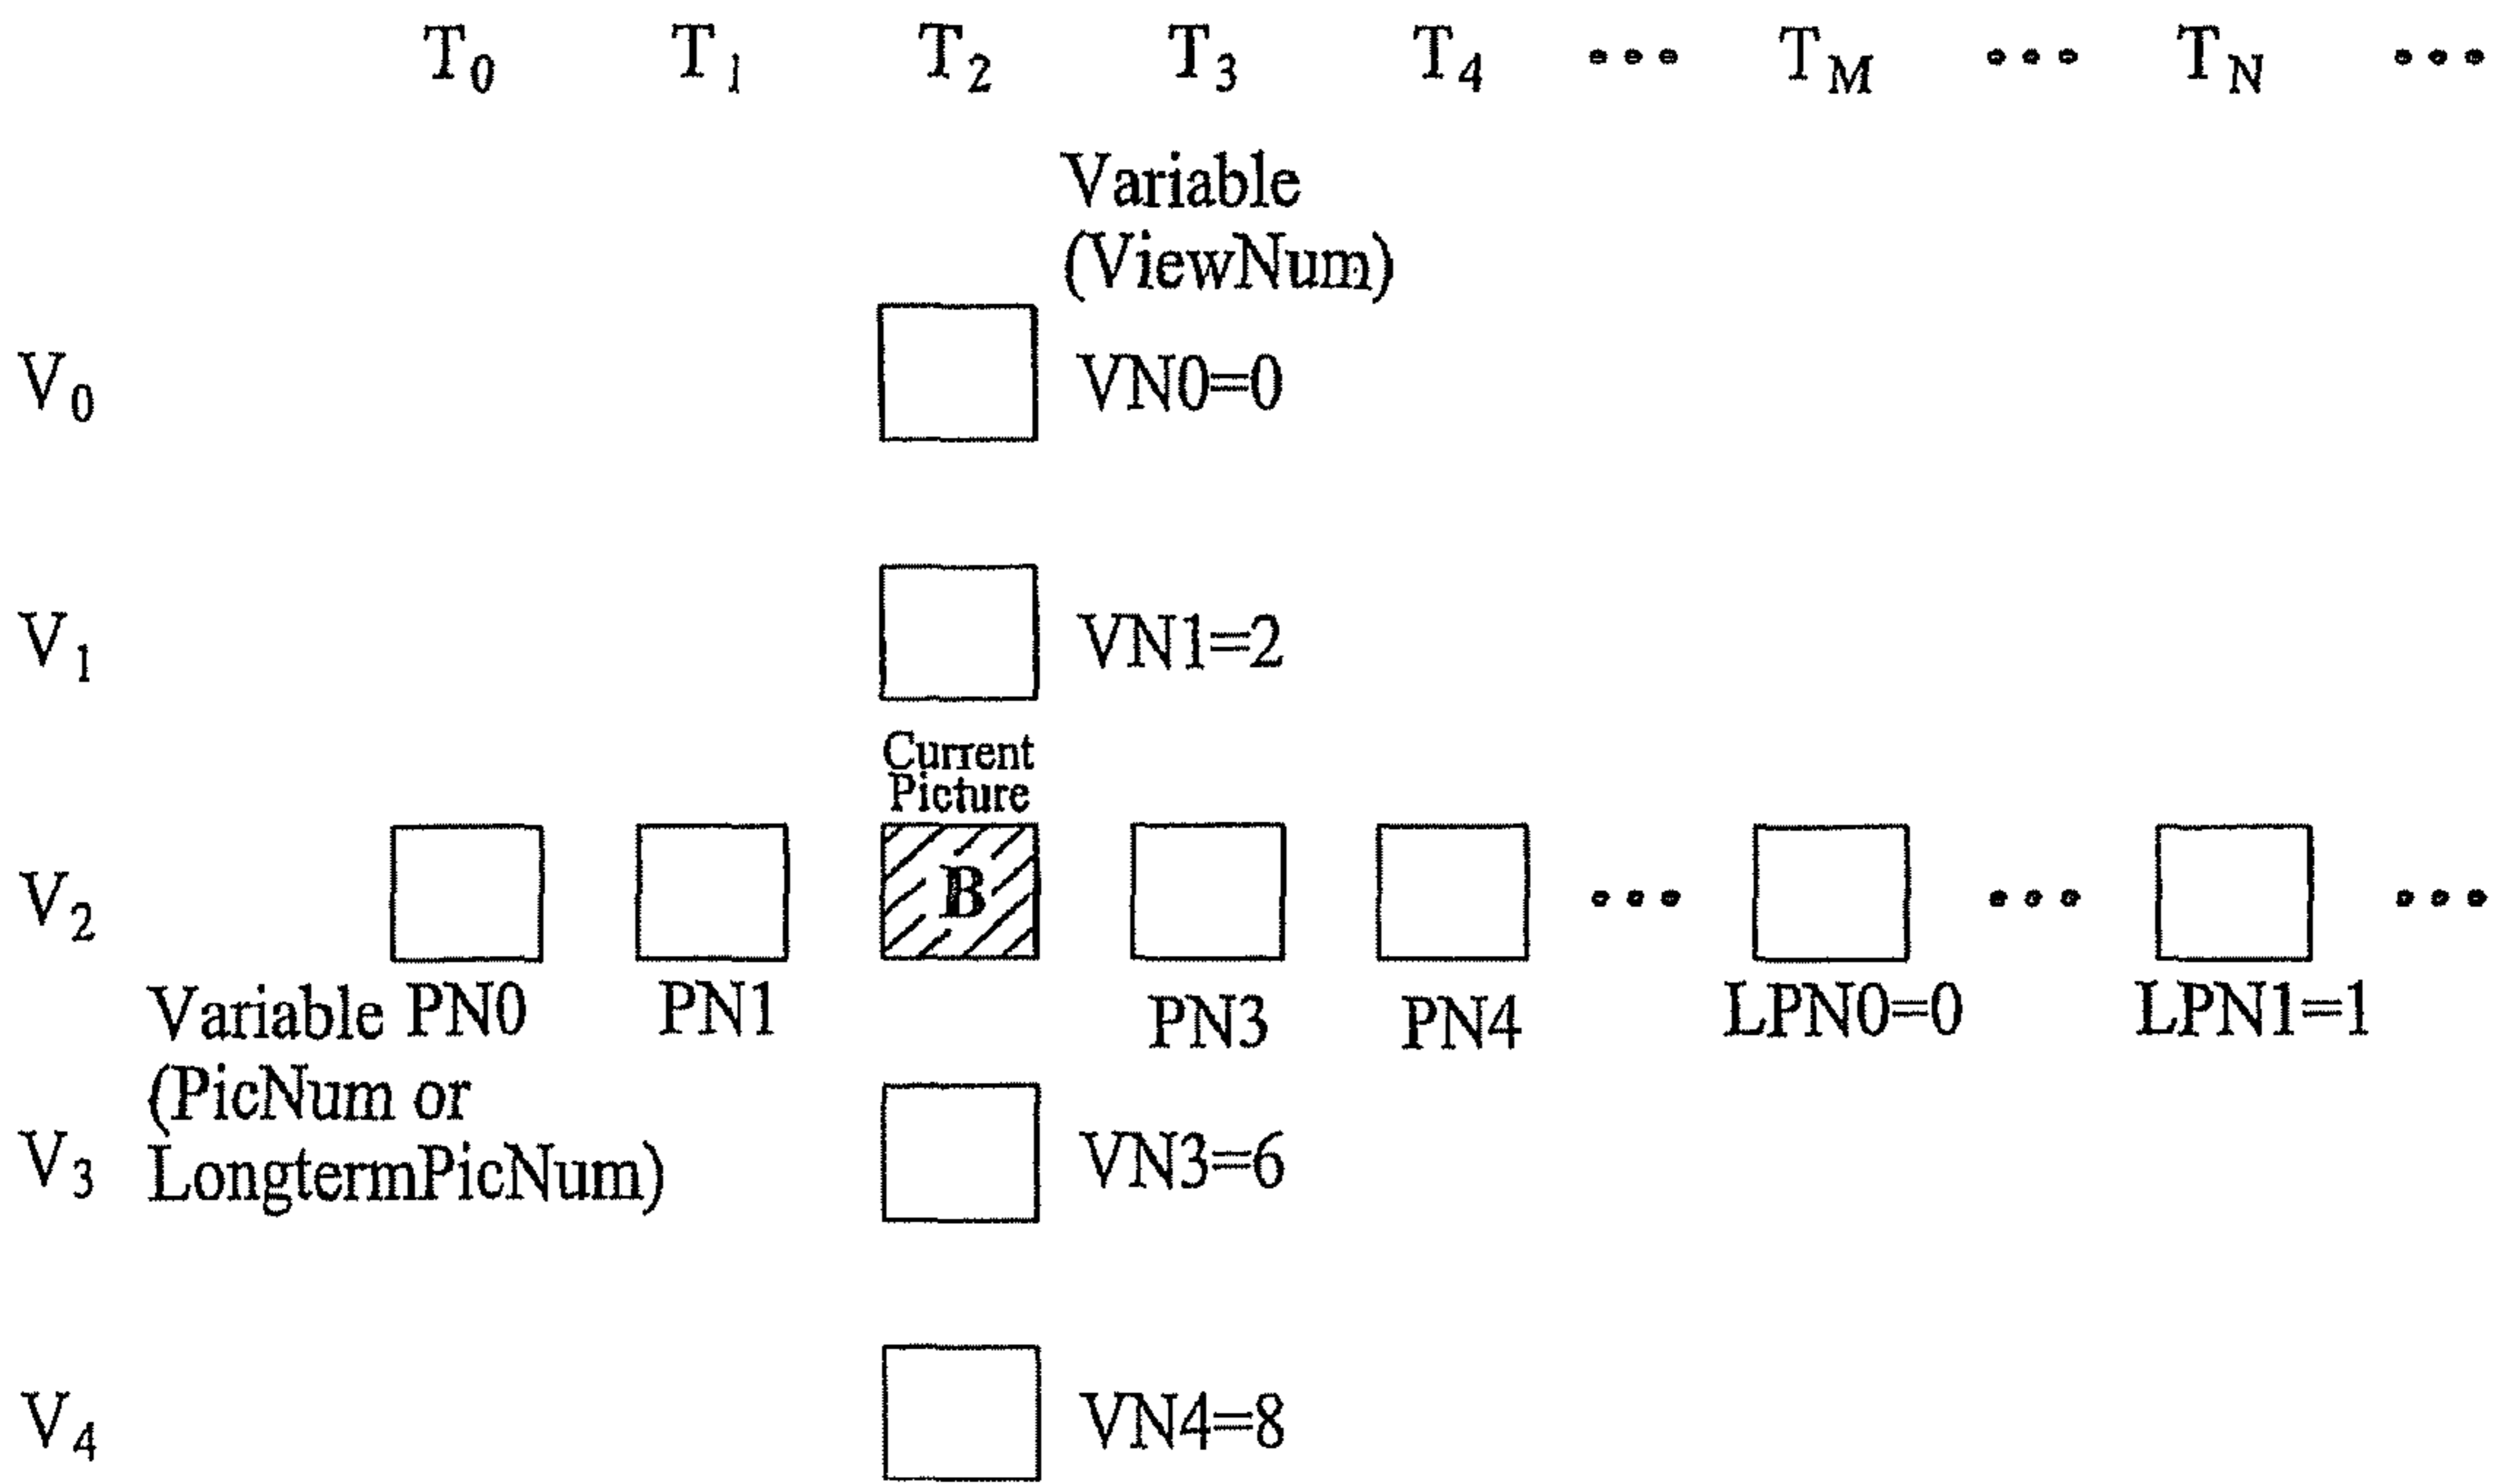 T0 T1 T2 T3 T4 ••• TM ••• TN •••
Variable
(ViewNum)
V0 VN0=0
V1 VN1=2
Current
Picture
V2 B ••• ••• •••
Variable PN0 PN1 PN3 PN4 LPN0=0 LPN1=1
(PicNum or
LongtermPicNum)
V3 VN3=6
V4 VN4=8